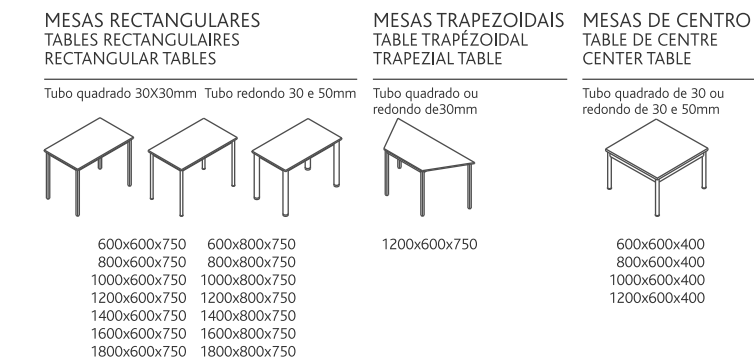 MESAS RECTANGULARES
TABLES RECTANGULAIRES
RECTANGULAR TABLES
Tubo quadrado 30X30mm Tubo redondo 30 e 50mm
600x600x750 600x800x750
800x600x750 800x800x750
1000x600x750 1000x800x750
1200x600x750 1200x800x750
1400x600x750 1400x800x750
1600x600x750 1600x800x750
1800x600x750 1800x800x750
MESAS TRAPEZOIDAIS
TABLE TRAPÉZOIDAL
TRAPEZIAL TABLE
Tubo quadrado ou
redondo de30mm
1200x600x750
MESAS DE CENTRO
TABLE DE CENTRE
CENTER TABLE
Tubo quadrado de 30 ou
redondo de 30 e 50mm
600x600x400
800x600x400
1000x600x400
1200x600x400